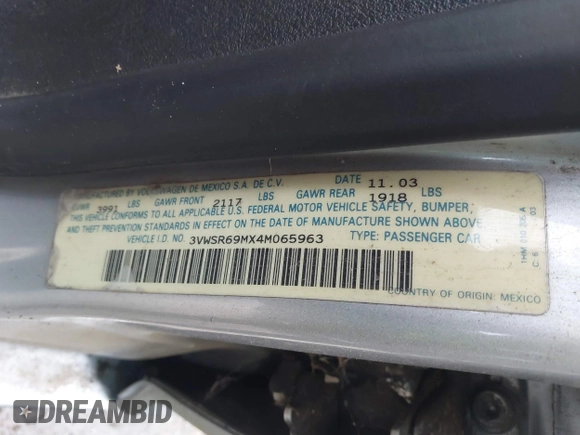 MANUFACTURED BY VOLKSWAGEN DE MEXICO S.A. DE C.V. DATE 11.03
3991 LBS GAWR FRONT 2117 LBS GAWR REAR 1918 LBS
THIS VEHICLE CONFORMS TO ALL APPLICABLE U.S. FEDERAL MOTOR VEHICLE SAFETY, BUMPER,
AND THEFT PREVENTION STANDARDS IN EFFECT ON THE DATE OF MANUFACTURE SHOWN ABOVE
VEHICLE I.D. NO. 3VWSR69MX4M065963 TYPE: PASSENGER CAR
COUNTRY OF ORIGIN: MEXICO
DREAMBID